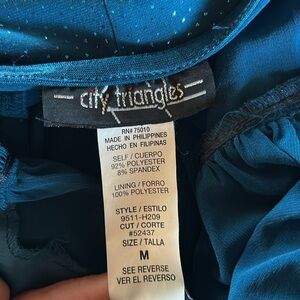 city triangles
RN# 75010
MADE IN PHILIPPINES
HECHO EN FILIPINAS
SELF / CUERPO
92% POLYESTER
8% SPANDEX
LINING / FORRO
100% POLYESTER
STYLE / ESTILO
9511-H209
CUT / CORTE
#52437
SIZE / TALLA
M
SEE REVERSE
VER EL REVERSO